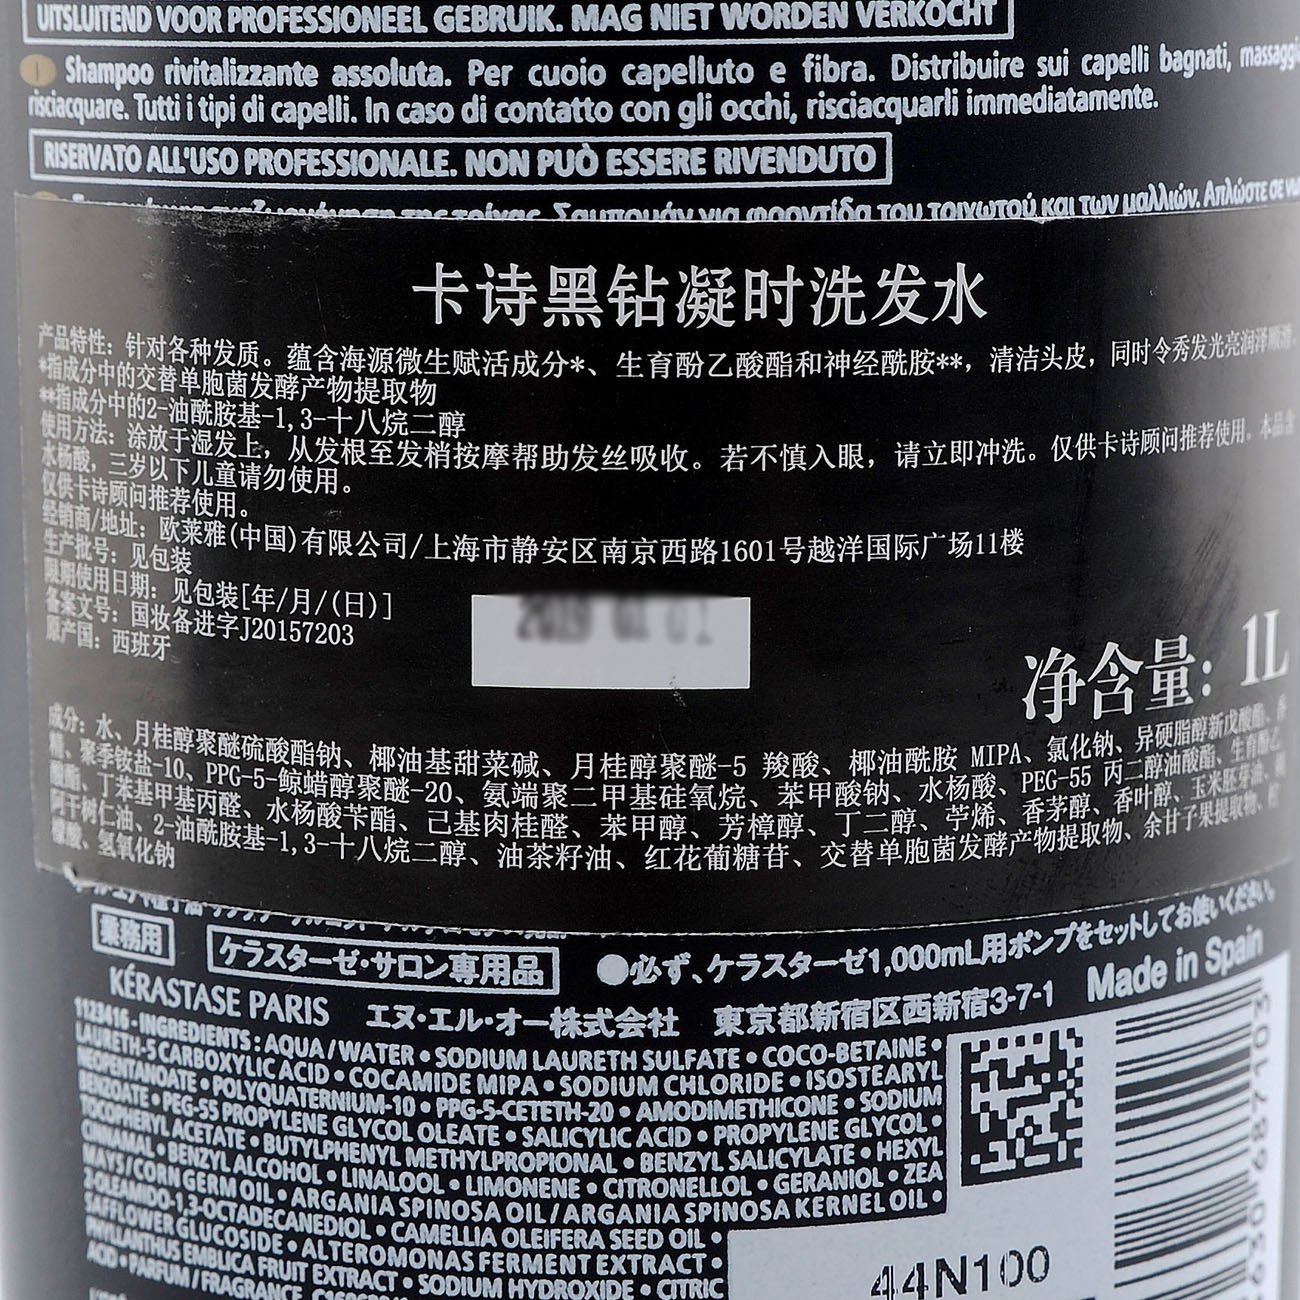 UITSLUITEND VOOR PROFESSIONEEL GEBRUIK. MAG NIET WORDEN VERKOCHT
Shampoo rivitalizzante assoluta. Per cuoio capelluto e fibra. Distribuire sui capelli bagnati,
risciacquare. Tutti i tipi di capelli. In caso di contatto con gli occhi, risciacquarli immediatamente.
RISERVATO ALL'USO PROFESSIONALE. NON PUÒ ESSERE RIVENDUTO
της τρίχας. Σαμπουάν για φροντίδα του τριχωτού και των μαλλιών. Απλώστε σε
卡诗黑钻凝时洗发水
产品特性：针对各种发质。蕴含海源微生赋活成分*、生育酚乙酸酯和神经酰胺**，清洁头皮，同时令秀发光亮润泽顺滑。
*指成分中的交替单胞菌发酵产物提取物
**指成分中的2-油酰胺基-1,3-十八烷二醇
使用方法：涂放于湿发上，从发根至发梢按摩帮助发丝吸收。若不慎入眼，请立即冲洗。仅供卡诗顾问推荐使用。本品含
水杨酸，三岁以下儿童请勿使用。
仅供卡诗顾问推荐使用。
经销商/地址：欧莱雅(中国)有限公司/上海市静安区南京西路1601号越洋国际广场11楼
生产批号：见包装
限期使用日期：见包装[年/月/(日)]
备案文号：国妆备进字J20157203
原产国：西班牙
净含量：1L
成分：水、月桂醇聚醚硫酸酯钠、椰油基甜菜碱、月桂醇聚醚-5 羧酸、椰油酰胺 MIPA、氯化钠、异硬脂醇新戊酸酯、香
精、聚季铵盐-10、PPG-5-鲸蜡醇聚醚-20、氨端聚二甲基硅氧烷、苯甲酸钠、水杨酸、PEG-55 丙二醇油酸酯、生育酚乙
酸酯、丁苯基甲基丙醛、水杨酸苄酯、己基肉桂醛、苯甲醇、芳樟醇、丁二醇、苧烯、香茅醇、香叶醇、玉米胚芽油、刺
阿干树仁油、2-油酰胺基-1,3-十八烷二醇、油茶籽油、红花葡糖苷、交替单胞菌发酵产物提取物、余甘子果提取物、柠
檬酸、氢氧化钠
業務用 ケラスターゼ・サロン専用品 ●必ず、ケラスターゼ1,000mL用ポンプをセットしてお使いください。
KÉRASTASE PARIS エヌ・エル・オー株式会社 東京都新宿区西新宿3-7-1 Made in Spain
1123416 - INGREDIENTS : AQUA / WATER • SODIUM LAURETH SULFATE • COCO-BETAINE •
LAURETH-5 CARBOXYLIC ACID • COCAMIDE MIPA • SODIUM CHLORIDE • ISOSTEARYL
NEOPENTANOATE • POLYQUATERNIUM-10 • PPG-5-CETETH-20 • AMODIMETHICONE • SODIUM
BENZOATE • PEG-55 PROPYLENE GLYCOL OLEATE • SALICYLIC ACID • PROPYLENE GLYCOL •
TOCOPHERYL ACETATE • BUTYLPHENYL METHYLPROPIONAL • BENZYL SALICYLATE • HEXYL
CINNAMAL • BENZYL ALCOHOL • LINALOOL • LIMONENE • CITRONELLOL • GERANIOL • ZEA
MAYS / CORN GERM OIL • ARGANIA SPINOSA OIL / ARGANIA SPINOSA KERNEL OIL •
2-OLEAMIDO-1,3-OCTADECANEDIOL • CAMELLIA OLEIFERA SEED OIL •
SAFFLOWER GLUCOSIDE • ALTEROMONAS FERMENT EXTRACT •
PHYLLANTHUS EMBLICA FRUIT EXTRACT • SODIUM HYDROXIDE • CITRIC
ACID • PARFUM / FRAGRANCE
44N100